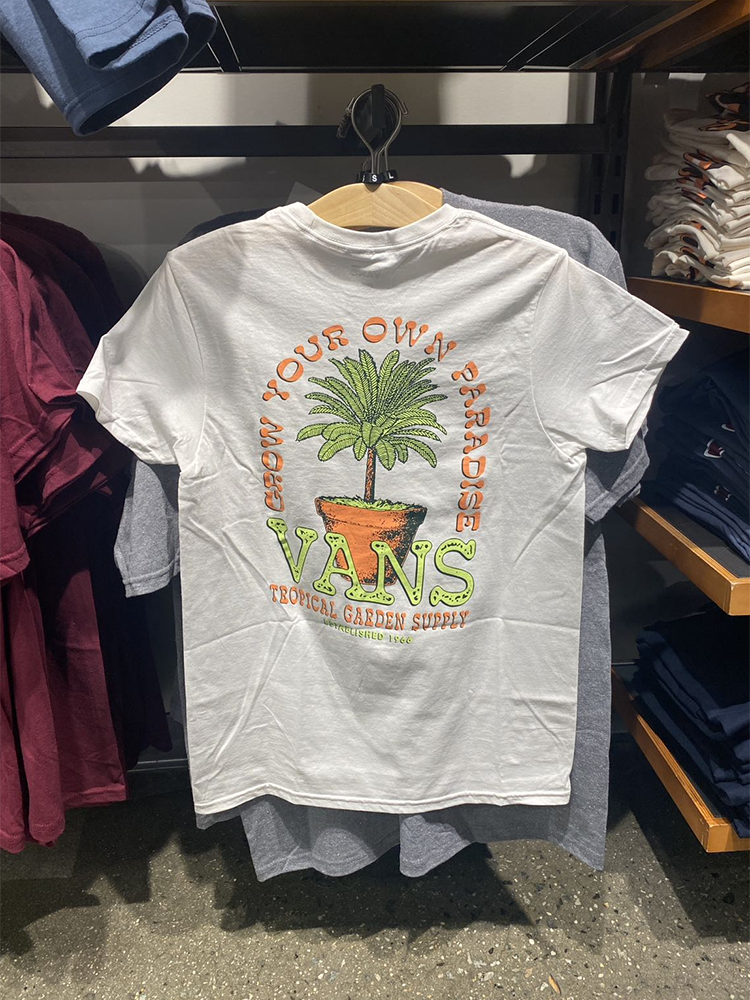 S
GROW YOUR OWN PARADISE
VANS
TROPICAL GARDEN SUPPLY
ESTABLISHED 1966